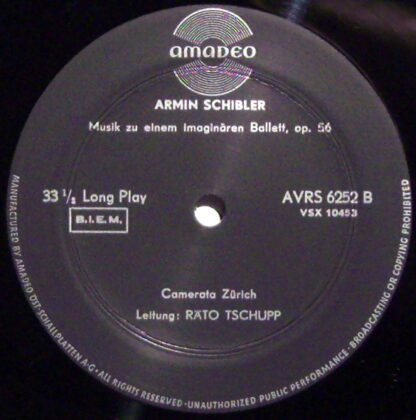 amadeo
ARMIN SCHIBLER
Musik zu einem imaginären Ballett, op. 56
33 1/3 Long Play
B.I.E.M.
AVRS 6252 B
VSX 10453
Camerata Zürich
Leitung: RÄTO TSCHUPP
MANUFACTURED BY AMADEO ÖST. SCHALLPLATTEN A-G • ALL RIGHTS RESERVED • UNAUTHORIZED PUBLIC PERFORMANCE • BROADCASTING OR COPYING PROHIBITED